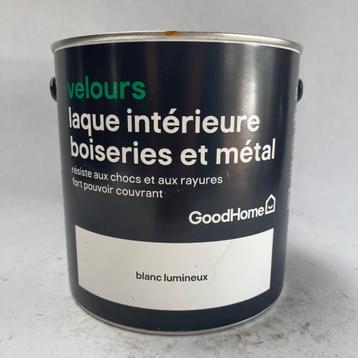 velours
laque intérieure
boiseries et métal
résiste aux chocs et aux rayures
fort pouvoir couvrant
GoodHome
blanc lumineux